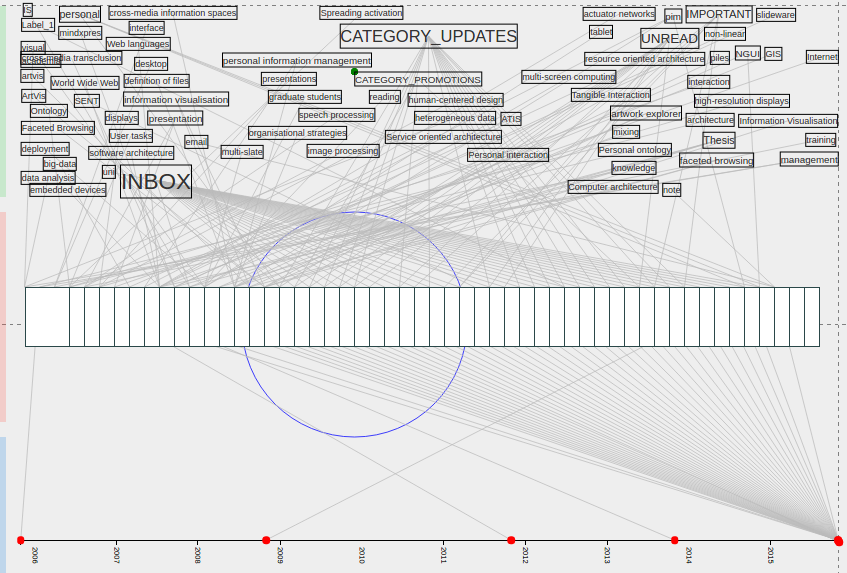 IS
personal
cross-media information spaces
Spreading activation
actuator networks
pim
IMPORTANT
slideware
Label_1
mindxpres
interface
CATEGORY_UPDATES
tablet
UNREAD
non-linear
visual
Web languages
cross-media transclusion
desktop
personal information management
resource oriented architecture
piles
NGUI
GIS
Internet
artvis
World Wide Web
definition of files
presentations
CATEGORY_PROMOTIONS
multi-screen computing
interaction
ArtVis
SENT
information visualisation
graduate students
reading
human-centered design
Tangible Interaction
high-resolution displays
Ontology
displays
presentation
speech processing
heterogeneous data
ATIS
artwork explorer
architecture
Information Visualisation
Faceted Browsing
User tasks
email
organisational strategies
Service oriented architecture
mixing
Thesis
training
deployment
software architecture
multi-slate
image processing
Personal interaction
Personal ontology
faceted browsing
management
big-data
uni
INBOX
knowledge
data analysis
embedded devices
Computer architecture
note
2006
2007
2008
2009
2010
2011
2012
2013
2014
2015